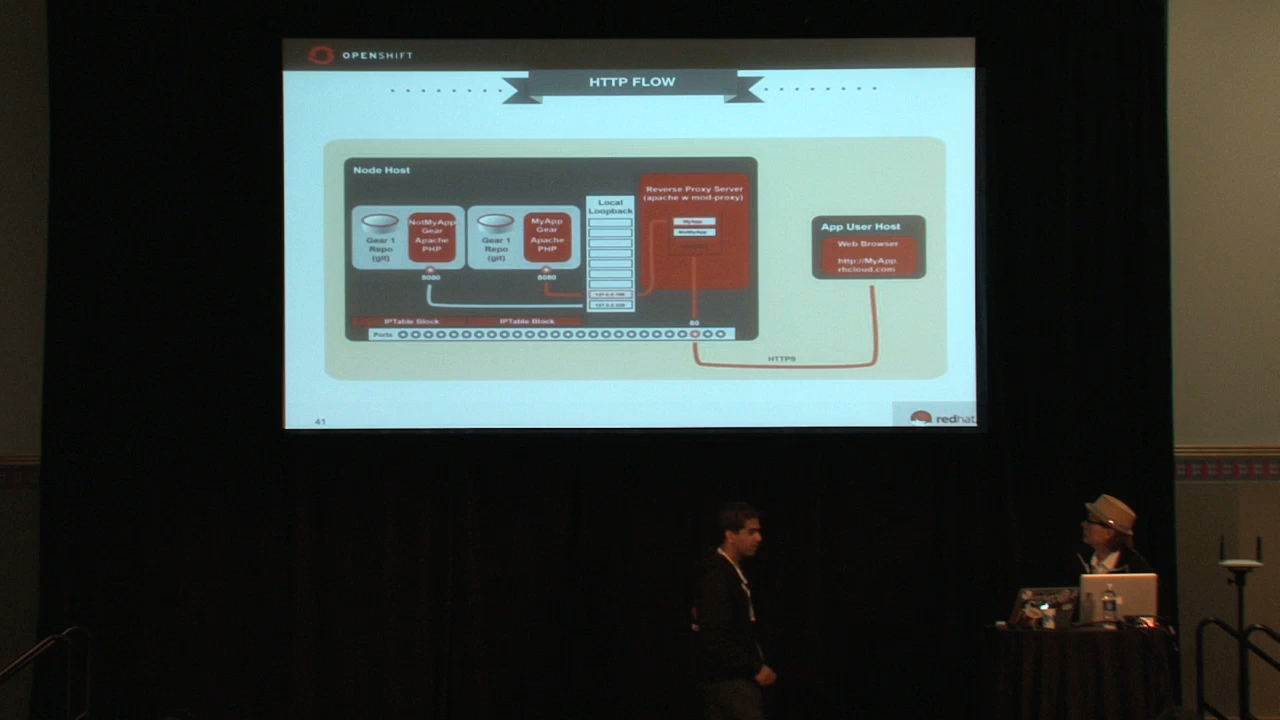 OPENSHIFT
HTTP FLOW
Node Host
NotMyApp
Gear
Apache
PHP
Gear 1
Repo
(git)
8080
MyApp
Gear
Apache
PHP
Gear 1
Repo
(git)
8080
Local
Loopback
Reverse Proxy Server
(apache w mod-proxy)
MyApp
NotMyApp
80
IPTable Block
IPTable Block
Ports
App User Host
Web Browser
http://MyApp.
rhcloud.com
HTTPS
41
redhat